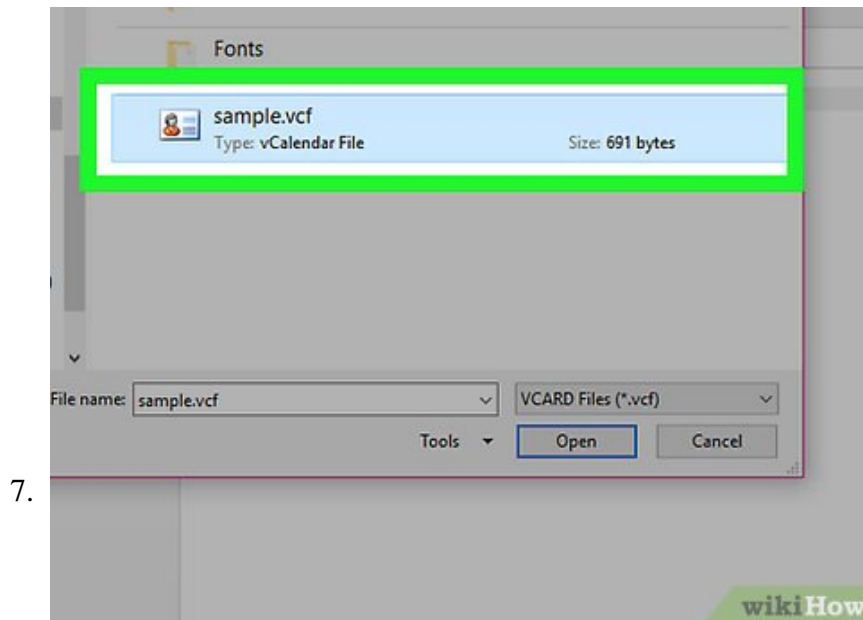 Fonts
sample.vcf
Type: vCalendar File Size: 691 bytes
File name: sample.vcf VCARD Files (*.vcf)
Tools Open Cancel
7.
wikiHow